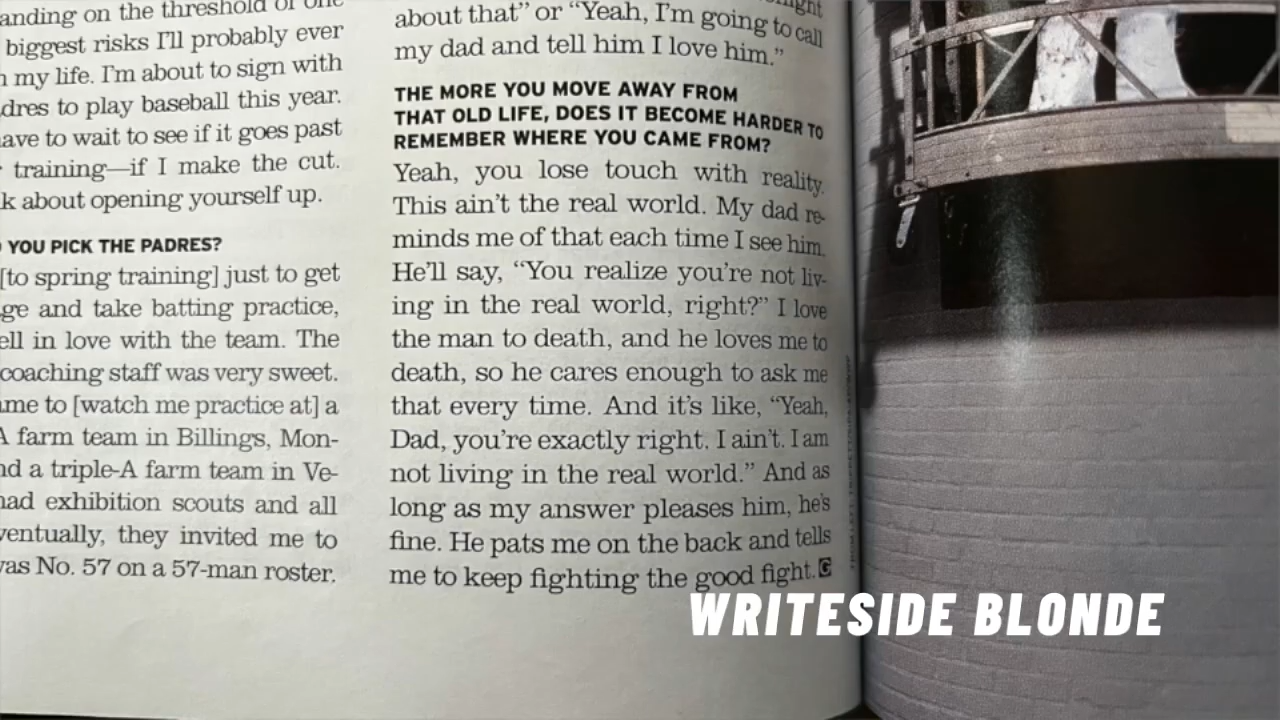 anding on the threshold of one
biggest risks I'll probably ever
my life. I'm about to sign with
dres to play baseball this year.
ave to wait to see if it goes past
training—if I make the cut.
k about opening yourself up.
YOU PICK THE PADRES?
[to spring training] just to get
ge and take batting practice,
ell in love with the team. The
coaching staff was very sweet.
me to [watch me practice at] a
A farm team in Billings, Mon-
nd a triple-A farm team in Ve-
had exhibition scouts and all
ventually, they invited me to
was No. 57 on a 57-man roster.
about that” or “Yeah, I'm going to call
my dad and tell him I love him.”
THE MORE YOU MOVE AWAY FROM
THAT OLD LIFE, DOES IT BECOME HARDER TO
REMEMBER WHERE YOU CAME FROM?
Yeah, you lose touch with reality.
This ain't the real world. My dad re-
minds me of that each time I see him.
He'll say, “You realize you're not liv-
ing in the real world, right?” I love
the man to death, and he loves me to
death, so he cares enough to ask me
that every time. And it's like, “Yeah,
Dad, you're exactly right. I ain't. I am
not living in the real world.” And as
long as my answer pleases him, he's
fine. He pats me on the back and tells
me to keep fighting the good fight. G
WRITESIDE BLONDE